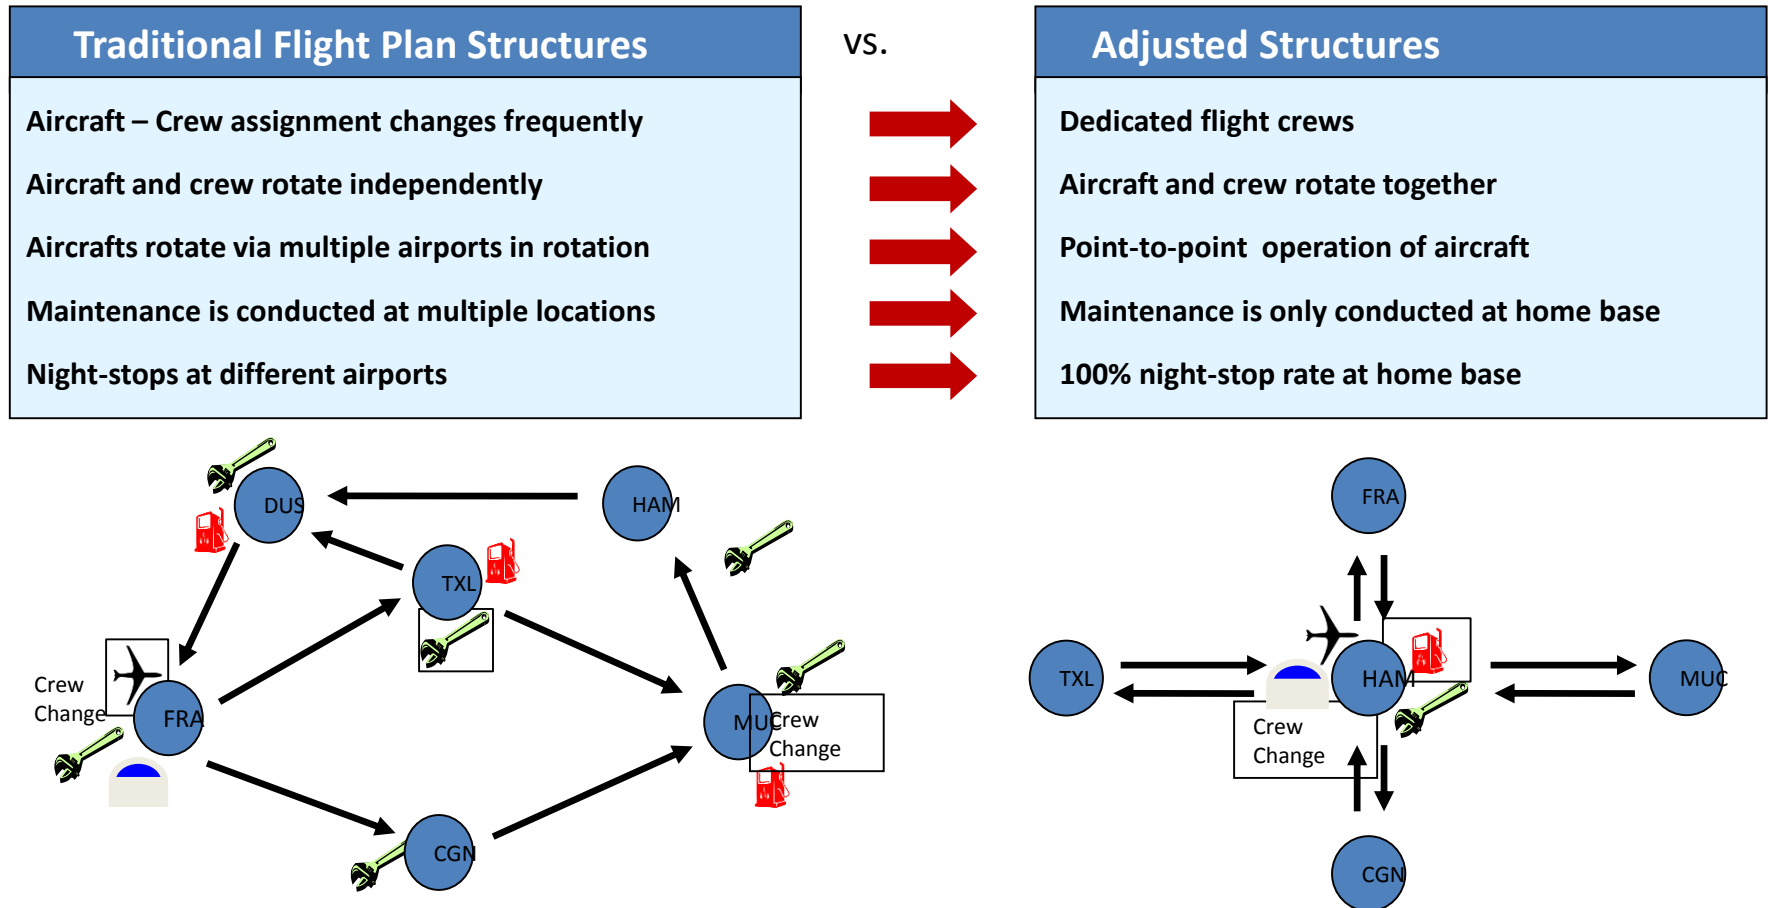 Traditional Flight Plan Structures
vs.
Adjusted Structures
Aircraft – Crew assignment changes frequently
Dedicated flight crews
Aircraft and crew rotate independently
Aircraft and crew rotate together
Aircrafts rotate via multiple airports in rotation
Point-to-point operation of aircraft
Maintenance is conducted at multiple locations
Maintenance is only conducted at home base
Night-stops at different airports
100% night-stop rate at home base
DUS
HAM
TXL
Crew
Change
FRA
MUC
Crew
Change
CGN
FRA
TXL
HAM
MUC
Crew
Change
CGN